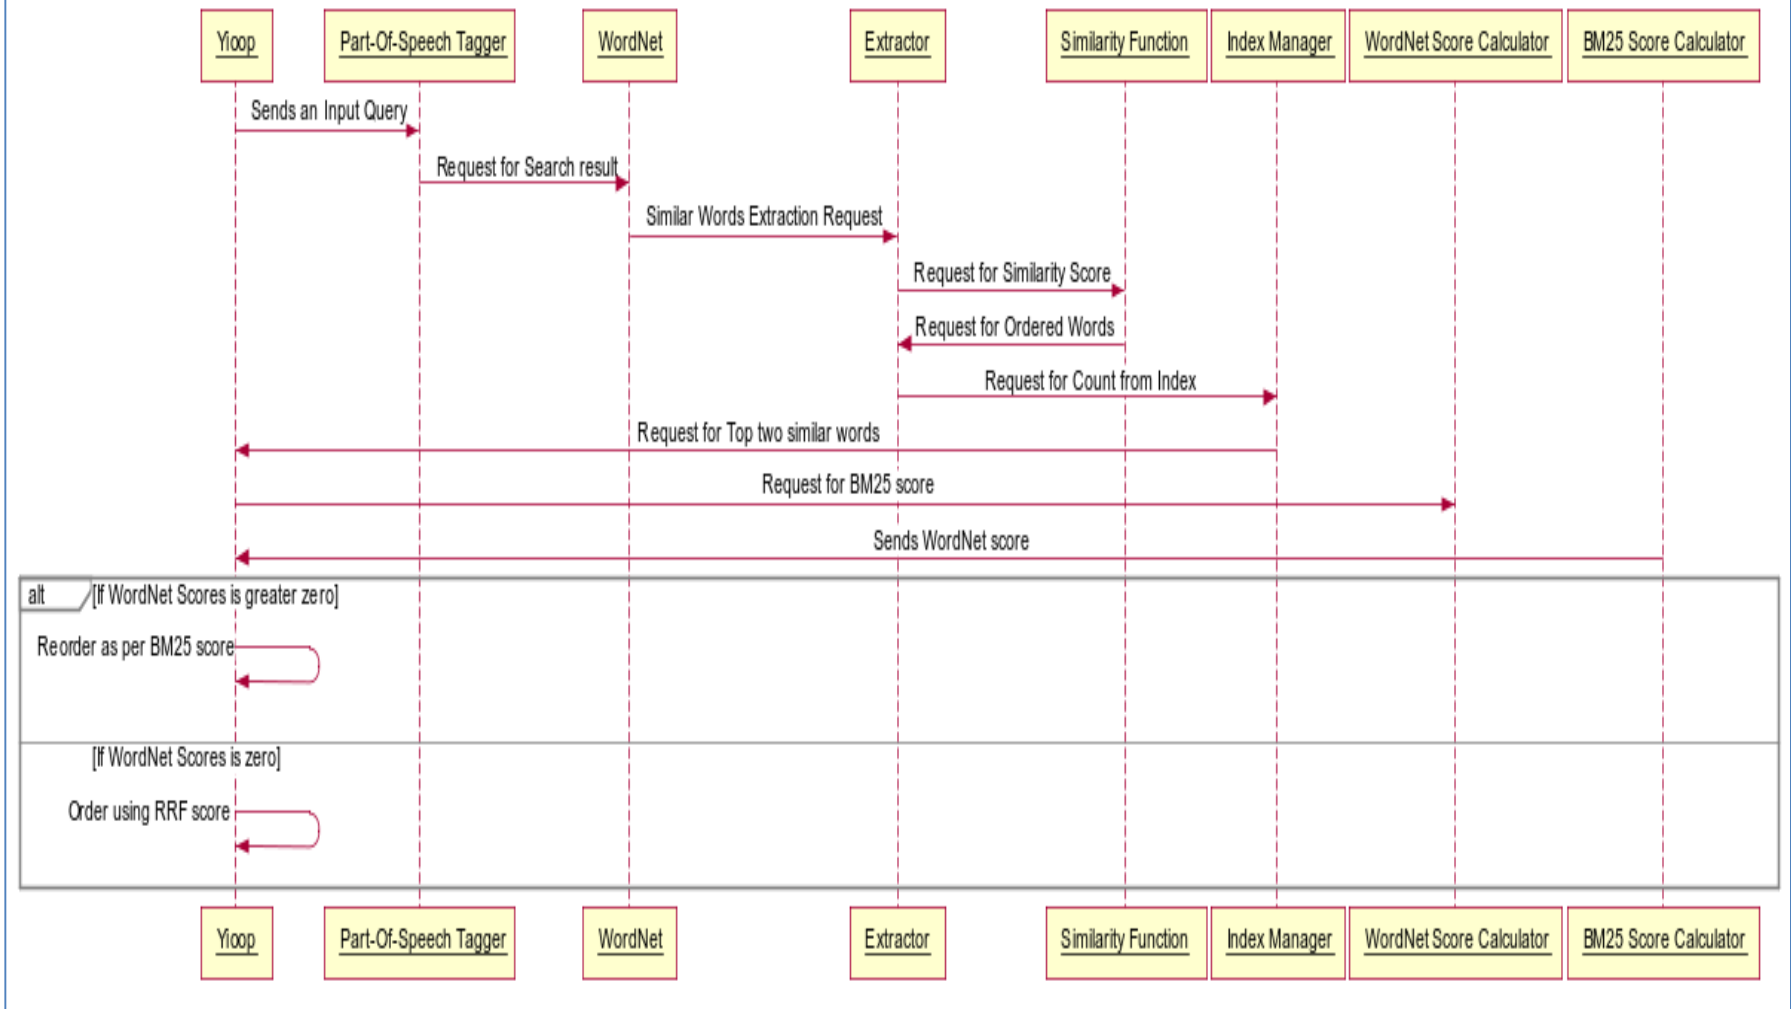 Yioop
Part-Of-Speech Tagger
WordNet
Extractor
Similarity Function
Index Manager
WordNet Score Calculator
BM25 Score Calculator
Sends an Input Query
Request for Search result
Similar Words Extraction Request
Request for Similarity Score
Request for Ordered Words
Request for Count from Index
Request for Top two similar words
Request for BM25 score
Sends WordNet score
alt
[If WordNet Scores is greater zero]
Reorder as per BM25 score
[If WordNet Scores is zero]
Order using RRF score
Yioop
Part-Of-Speech Tagger
WordNet
Extractor
Similarity Function
Index Manager
WordNet Score Calculator
BM25 Score Calculator